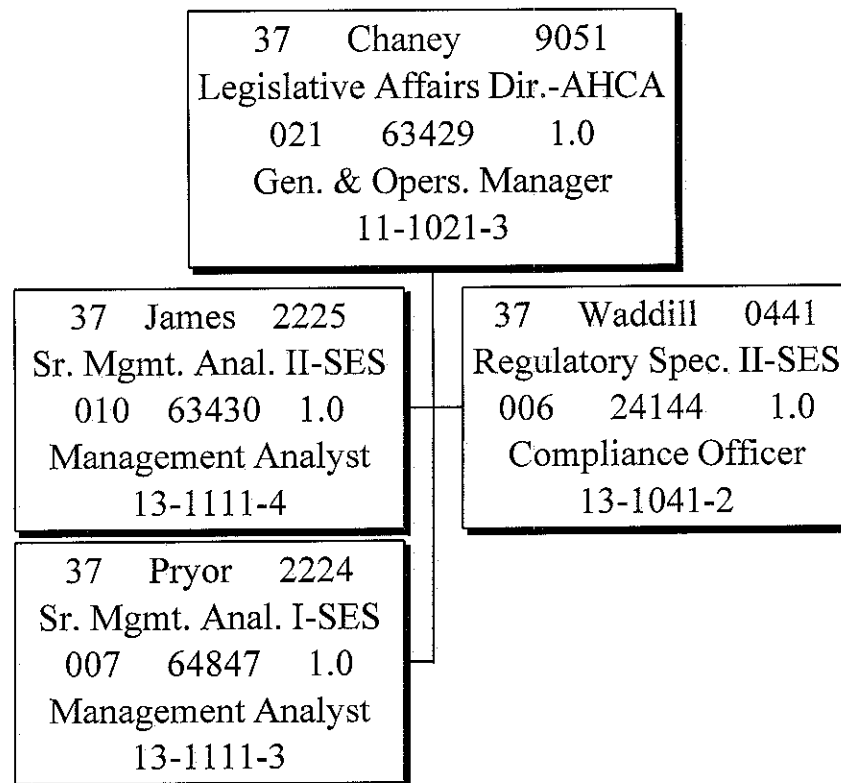 37 Chaney 9051
Legislative Affairs Dir.-AHCA
021 63429 1.0
Gen. & Opers. Manager
11-1021-3
37 James 2225
Sr. Mgmt. Anal. II-SES
010 63430 1.0
Management Analyst
13-1111-4
37 Waddill 0441
Regulatory Spec. II-SES
006 24144 1.0
Compliance Officer
13-1041-2
37 Pryor 2224
Sr. Mgmt. Anal. I-SES
007 64847 1.0
Management Analyst
13-1111-3